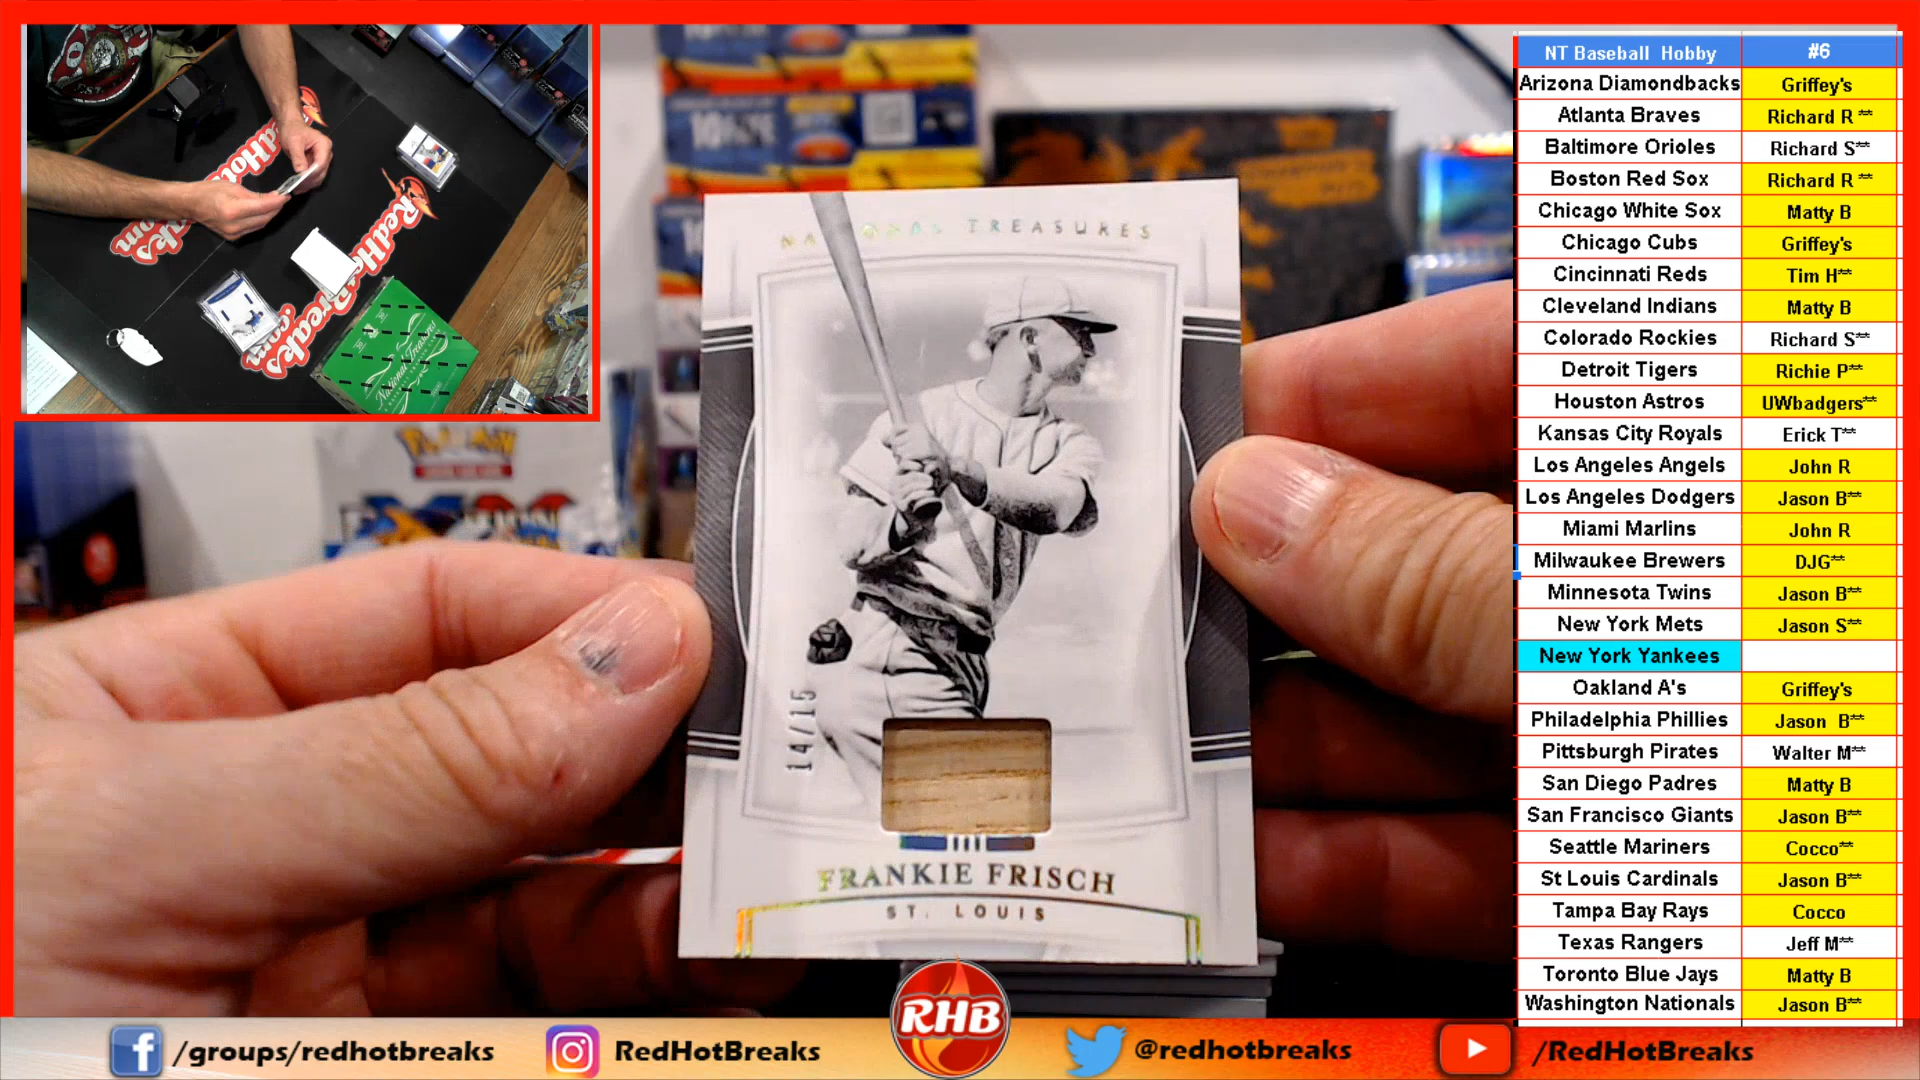 NT Baseball Hobby #6
Arizona Diamondbacks Griffey's
Atlanta Braves Richard R **
Baltimore Orioles Richard S**
Boston Red Sox Richard R **
Chicago White Sox Matty B
Chicago Cubs Griffey's
Cincinnati Reds Tim H**
Cleveland Indians Matty B
Colorado Rockies Richard S**
Detroit Tigers Richie P**
Houston Astros UWbadgers**
Kansas City Royals Erick T**
Los Angeles Angels John R
Los Angeles Dodgers Jason B**
Miami Marlins John R
Milwaukee Brewers DJG**
Minnesota Twins Jason B**
New York Mets Jason S**
New York Yankees
Oakland A's Griffey's
Philadelphia Phillies Jason B**
Pittsburgh Pirates Walter M**
San Diego Padres Matty B
San Francisco Giants Jason B**
Seattle Mariners Cocco**
St Louis Cardinals Jason B**
Tampa Bay Rays Cocco
Texas Rangers Jeff M**
Toronto Blue Jays Matty B
Washington Nationals Jason B**
NATIONAL TREASURES
14/15
FRANKIE FRISCH
ST. LOUIS
POKÉMON
RedHotBreaks
.com
National Treasures
RHB
/groups/redhotbreaks
RedHotBreaks
@redhotbreaks
/RedHotBreaks